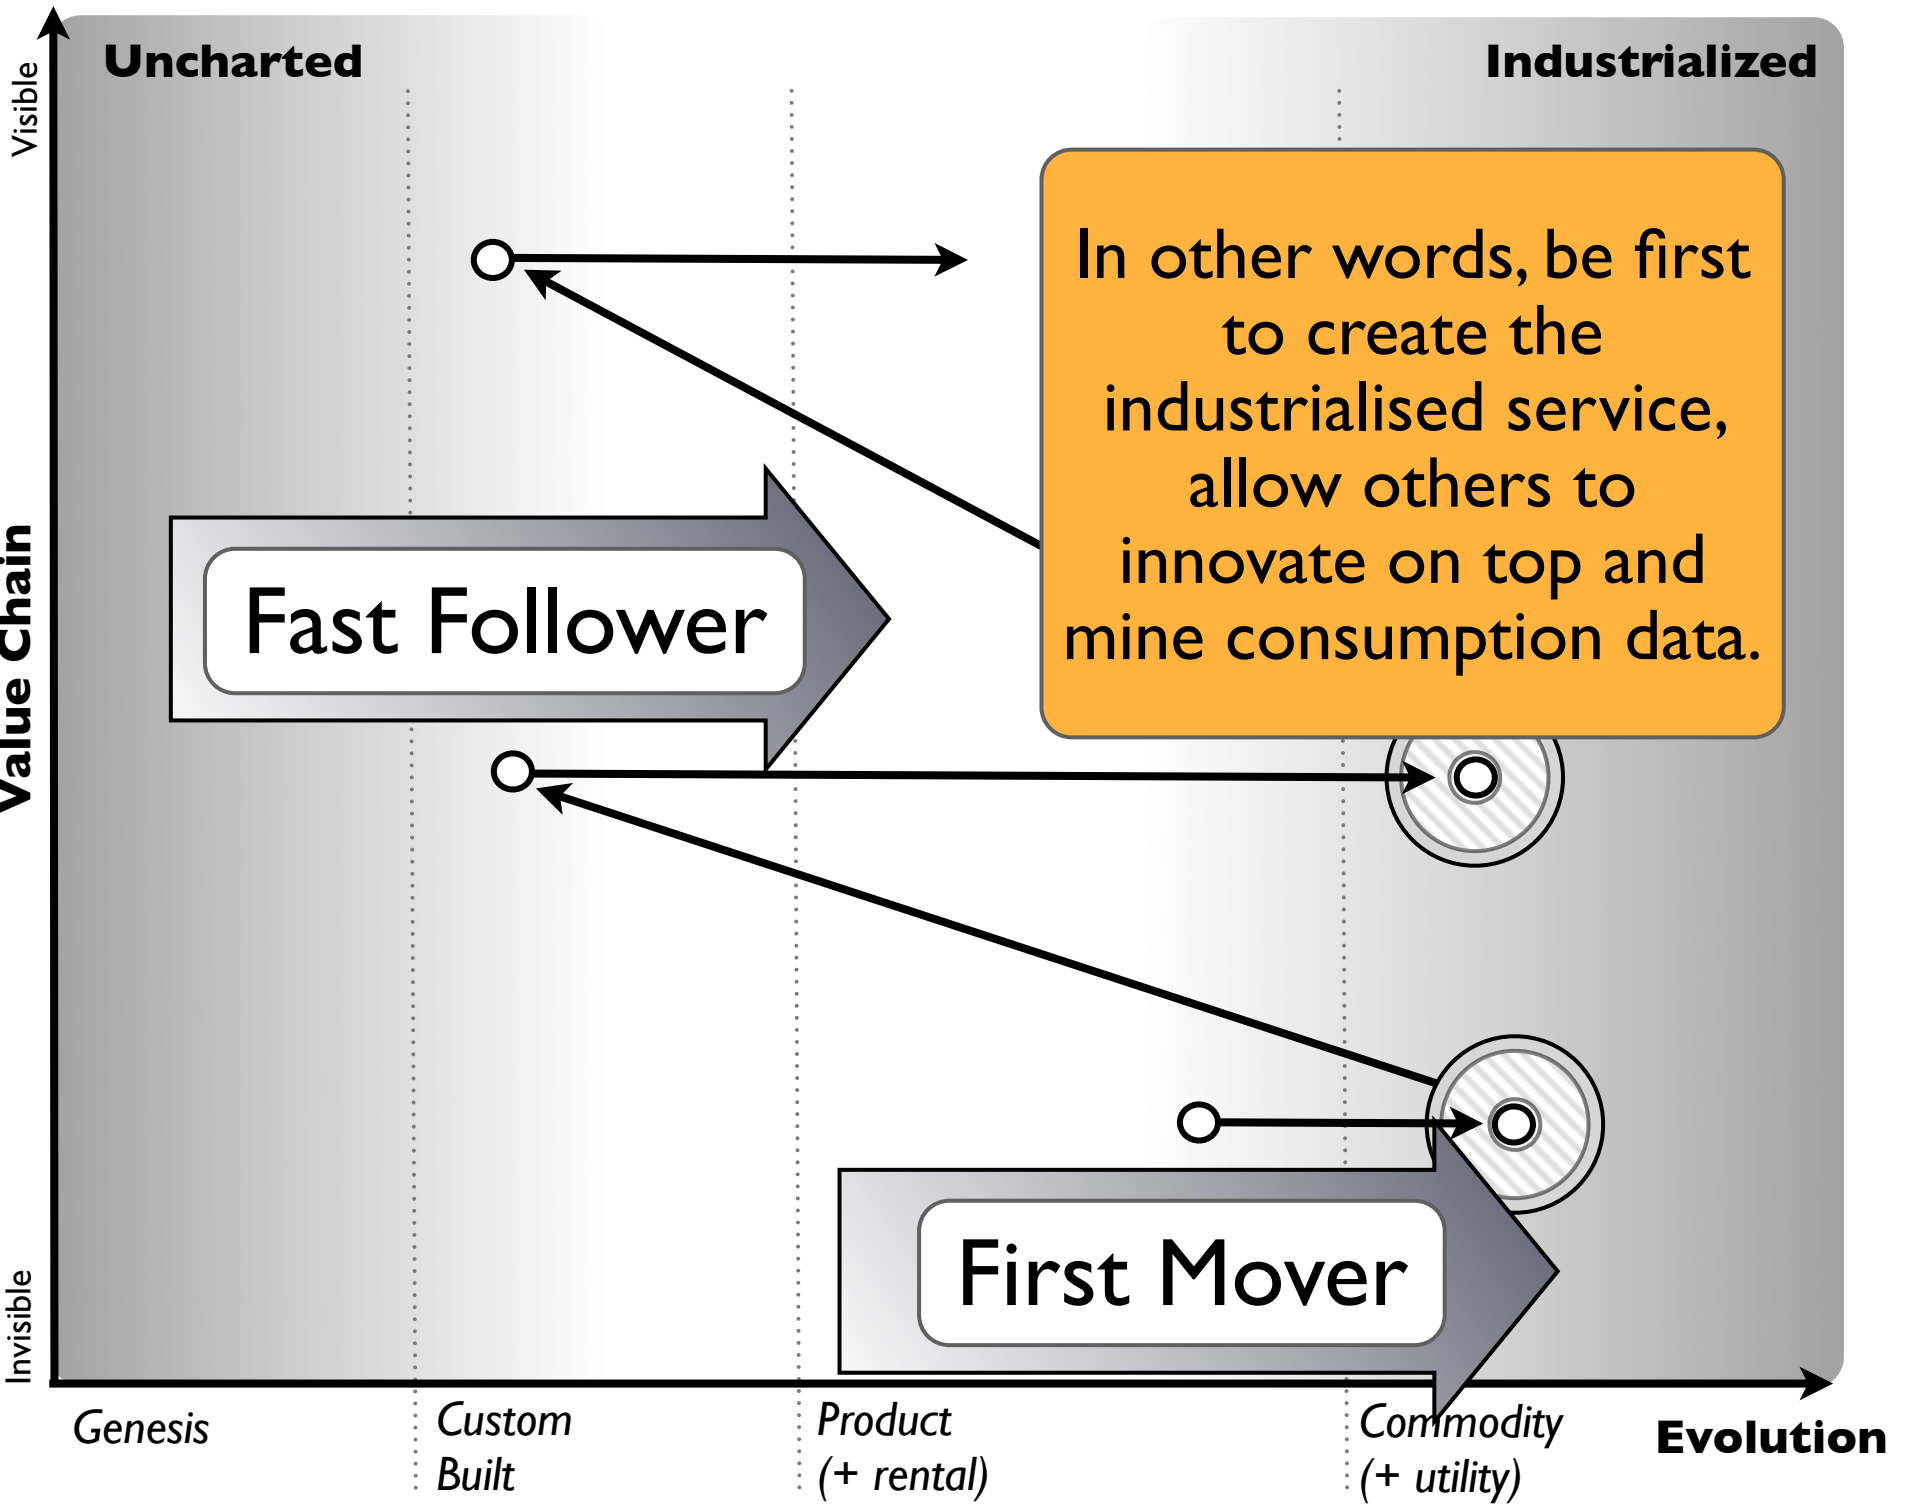 Uncharted
Industrialized
Visible
In other words, be first
to create the
industrialised service,
allow others to
innovate on top and
mine consumption data.
Fast Follower
Value Chain
First Mover
Invisible
Genesis
Custom
Built
Product
(+ rental)
Commodity
(+ utility)
Evolution